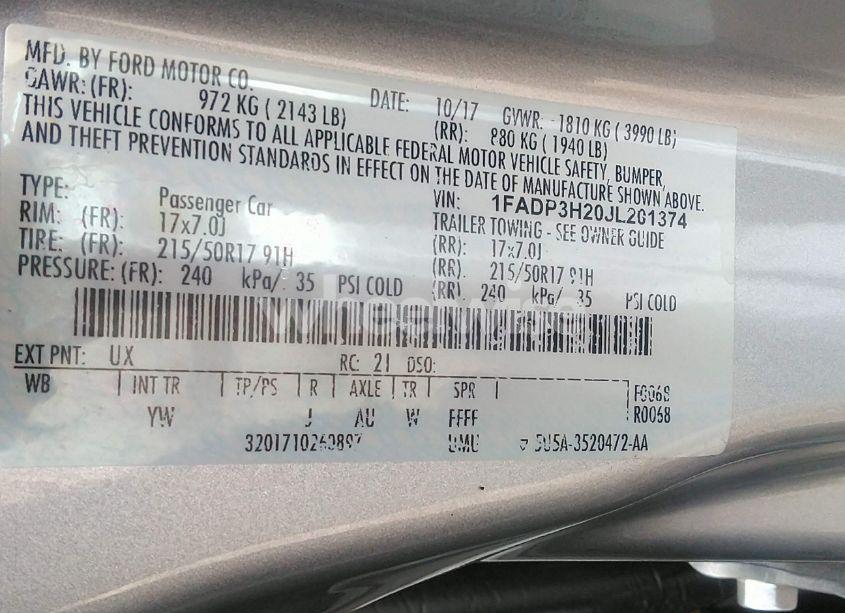 MFD. BY FORD MOTOR CO.
DATE: 10/17 GVWR: 1810 KG ( 3990 LB)
GAWR: (FR): 972 KG ( 2143 LB) (RR): 880 KG ( 1940 LB)
THIS VEHICLE CONFORMS TO ALL APPLICABLE FEDERAL MOTOR VEHICLE SAFETY, BUMPER,
AND THEFT PREVENTION STANDARDS IN EFFECT ON THE DATE OF MANUFACTURE SHOWN ABOVE.
VIN: 1FADP3H20JL261374
TYPE: Passenger Car TRAILER TOWING - SEE OWNER GUIDE
RIM: (FR): 17x7.0J (RR): 17x7.0J
TIRE: (FR): 215/50R17 91H (RR): 215/50R17 91H
PRESSURE: (FR): 240 kPa/ 35 PSI COLD (RR): 240 kPa/ 35 PSI COLD
wheelwise
EXT PNT: UX RC: 21 DSO:
WB INT TR TP/PS R AXLE TR SPR F0068
YW J AU W FFFF R0068
UMU 5U5A-3520472-AA